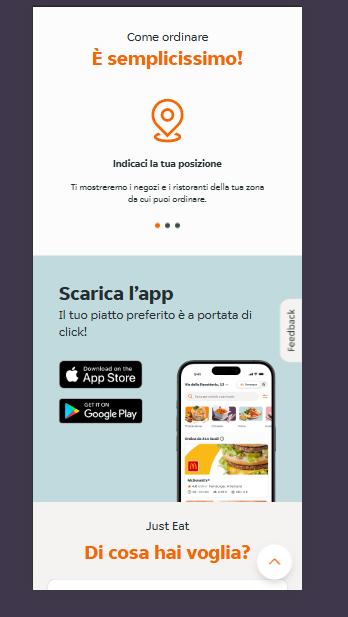 Come ordinare
È semplicissimo!
Indicaci la tua posizione
Ti mostreremo i negozi e i ristoranti della tua zona
da cui puoi ordinare.
Scarica l'app
Il tuo piatto preferito è a portata di
click!
Feedback
Download on the
App Store
GET IT ON
Google Play
McDonald's
Just Eat
Di cosa hai voglia?